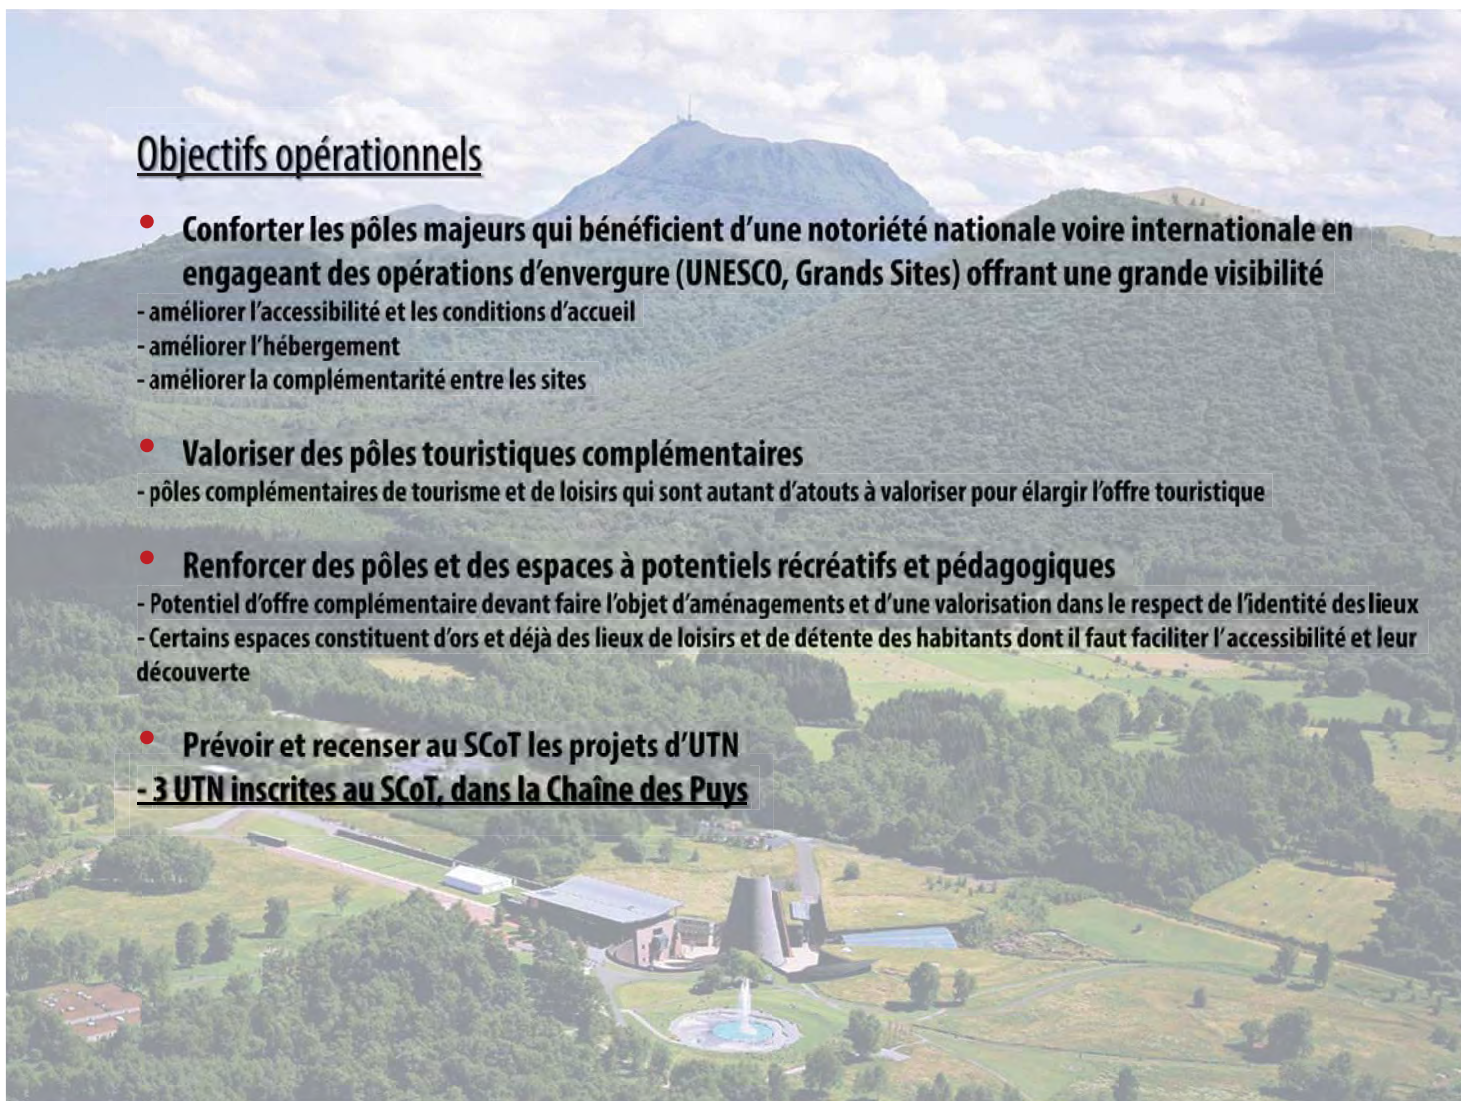 Objectifs opérationnels
• Conforter les pôles majeurs qui bénéficient d’une notoriété nationale voire internationale en
engageant des opérations d’envergure (UNESCO, Grands Sites) offrant une grande visibilité
- améliorer l’accessibilité et les conditions d’accueil
- améliorer l’hébergement
- améliorer la complémentarité entre les sites
• Valoriser des pôles touristiques complémentaires
- pôles complémentaires de tourisme et de loisirs qui sont autant d’atouts à valoriser pour élargir l’offre touristique
• Renforcer des pôles et des espaces à potentiels récréatifs et pédagogiques
- Potentiel d’offre complémentaire devant faire l’objet d’aménagements et d’une valorisation dans le respect de l’identité des lieux
- Certains espaces constituent d’ors et déjà des lieux de loisirs et de détente des habitants dont il faut faciliter l’accessibilité et leur
découverte
• Prévoir et recenser au SCoT les projets d’UTN
- 3 UTN inscrites au SCoT, dans la Chaîne des Puys